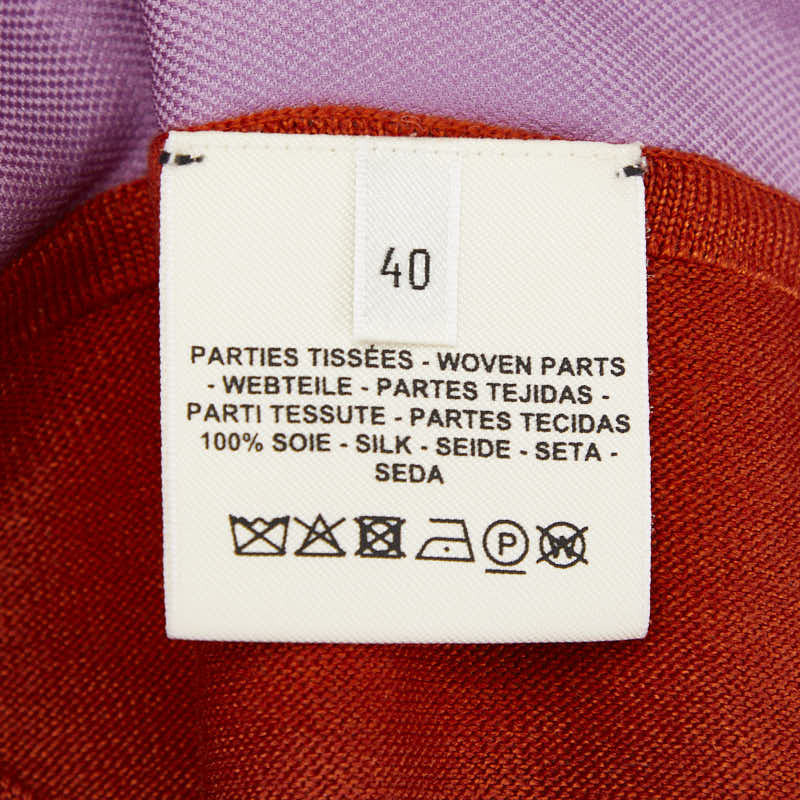 40
PARTIES TISSÉES - WOVEN PARTS
- WEBTEILE - PARTES TEJIDAS -
PARTI TESSUTE - PARTES TECIDAS
100% SOIE - SILK - SEIDE - SETA -
SEDA
P W